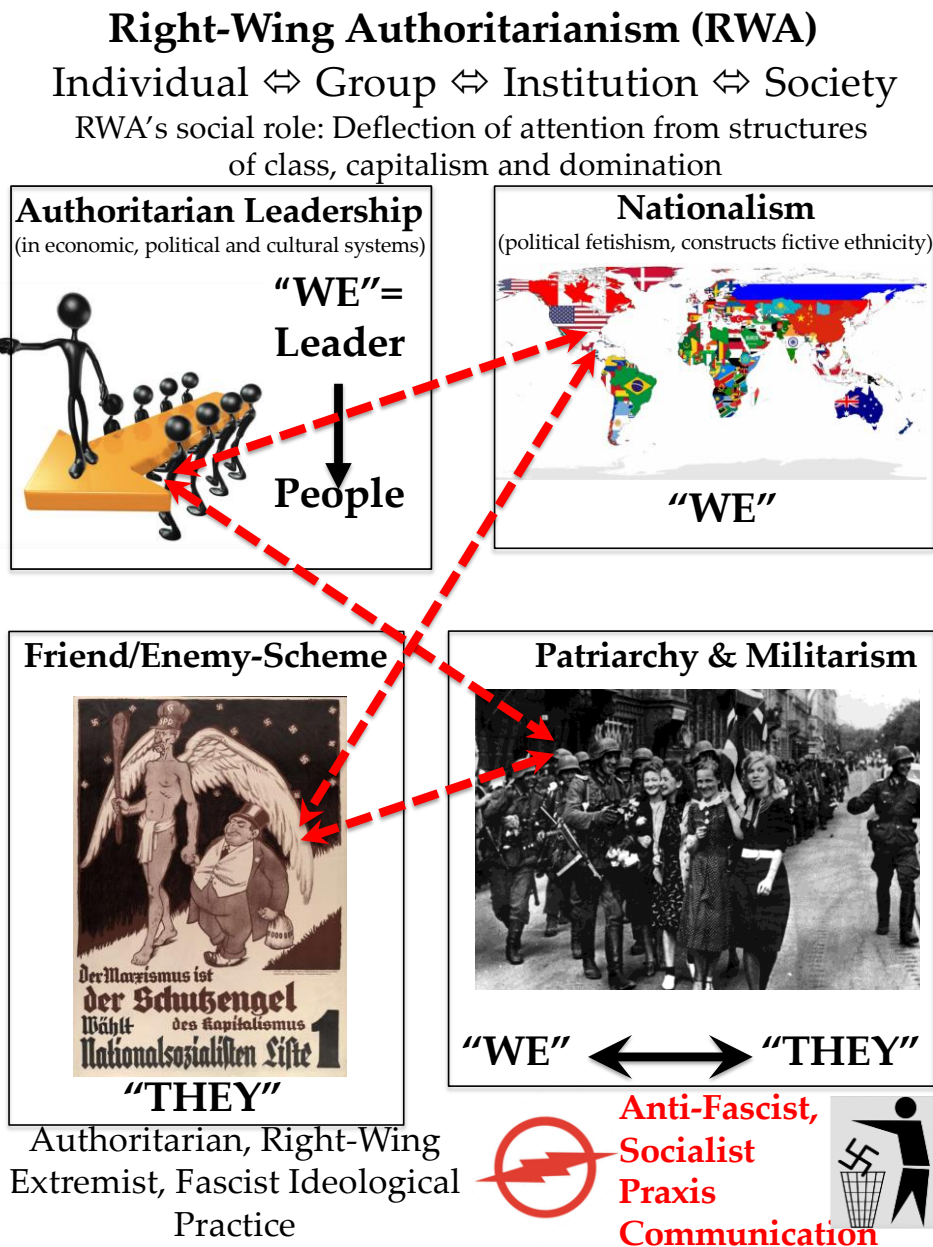 Right-Wing Authoritarianism (RWA)
Individual ⇔ Group ⇔ Institution ⇔ Society
RWA's social role: Deflection of attention from structures
of class, capitalism and domination
Authoritarian Leadership
(in economic, political and cultural systems)
“WE”=
Leader
People
Nationalism
(political fetishism, constructs fictive ethnicity)
“WE”
Friend/Enemy-Scheme
SPD
Der Marxismus ist
der Schutzengel
des Kapitalismus
Wählt
Nationalsozialisten Liste 1
“THEY”
Patriarchy & Militarism
“WE”
“THEY”
Authoritarian, Right-Wing
Extremist, Fascist Ideological
Practice
Anti-Fascist,
Socialist
Praxis
Communication